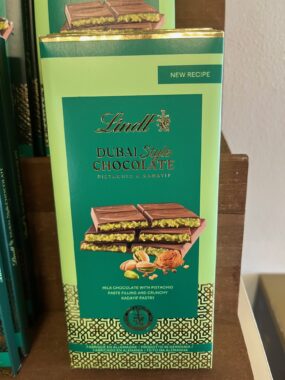 NEW RECIPE
Lindt
DUBAI Style
CHOCOLATE
PISTACHIO & KADAYIF
MILK CHOCOLATE WITH PISTACHIO
PASTE FILLING AND CRUNCHY
KADAYIF PASTRY